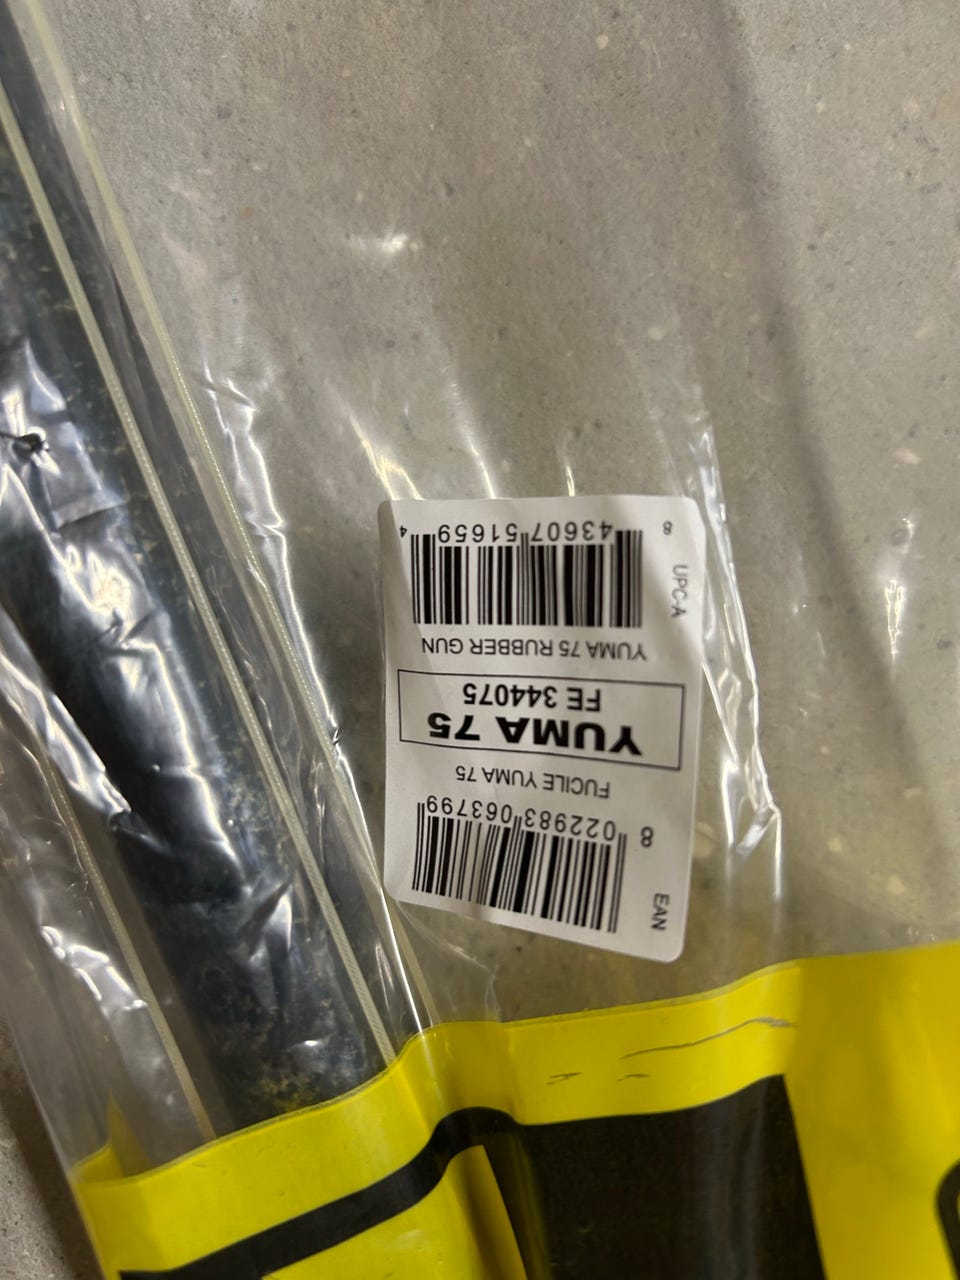 EAN
8 022983 063799
FUCILE YUMA 75
YUMA 75
FE 344075
YUMA 75 RUBBER GUN
UPC-A
8 43607 51659 4